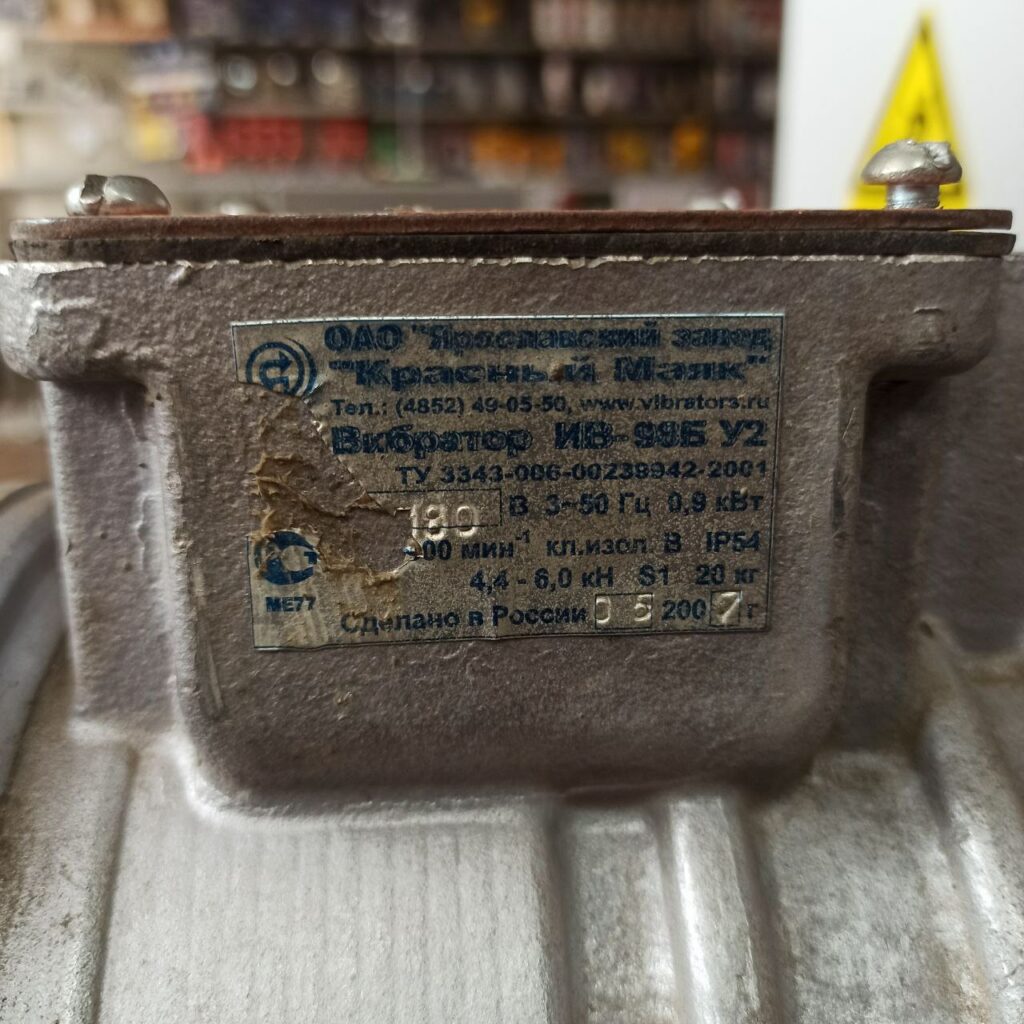 ОАО "Ярославский завод
"Красный Маяк"
Тел.: (4852) 49-05-50, www.vibrators.ru
Вибратор ИВ-98Б У2
ТУ 3343-006-00239942-2001
В 3~50 Гц 0,9 кВт
мин⁻¹ кл.изол. В IP54
4,4 - 6,0 кН S1 20 кг
МЕ77
Сделано в России 05 2007 г